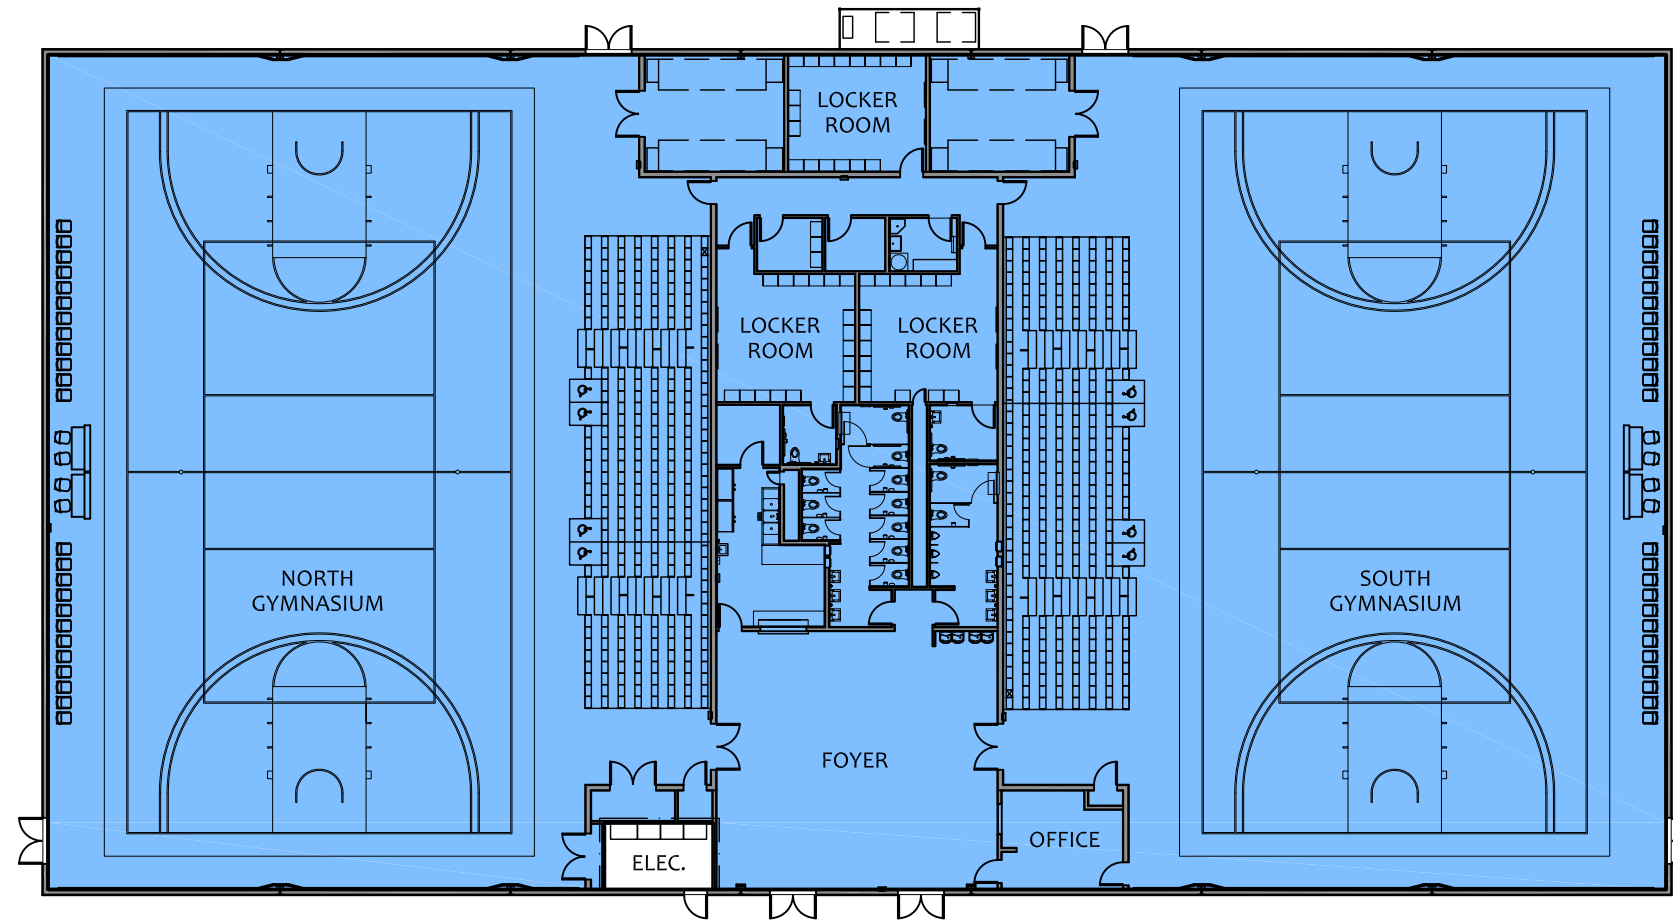 LOCKER
ROOM
LOCKER
ROOM
LOCKER
ROOM
NORTH
GYMNASIUM
SOUTH
GYMNASIUM
FOYER
OFFICE
ELEC.